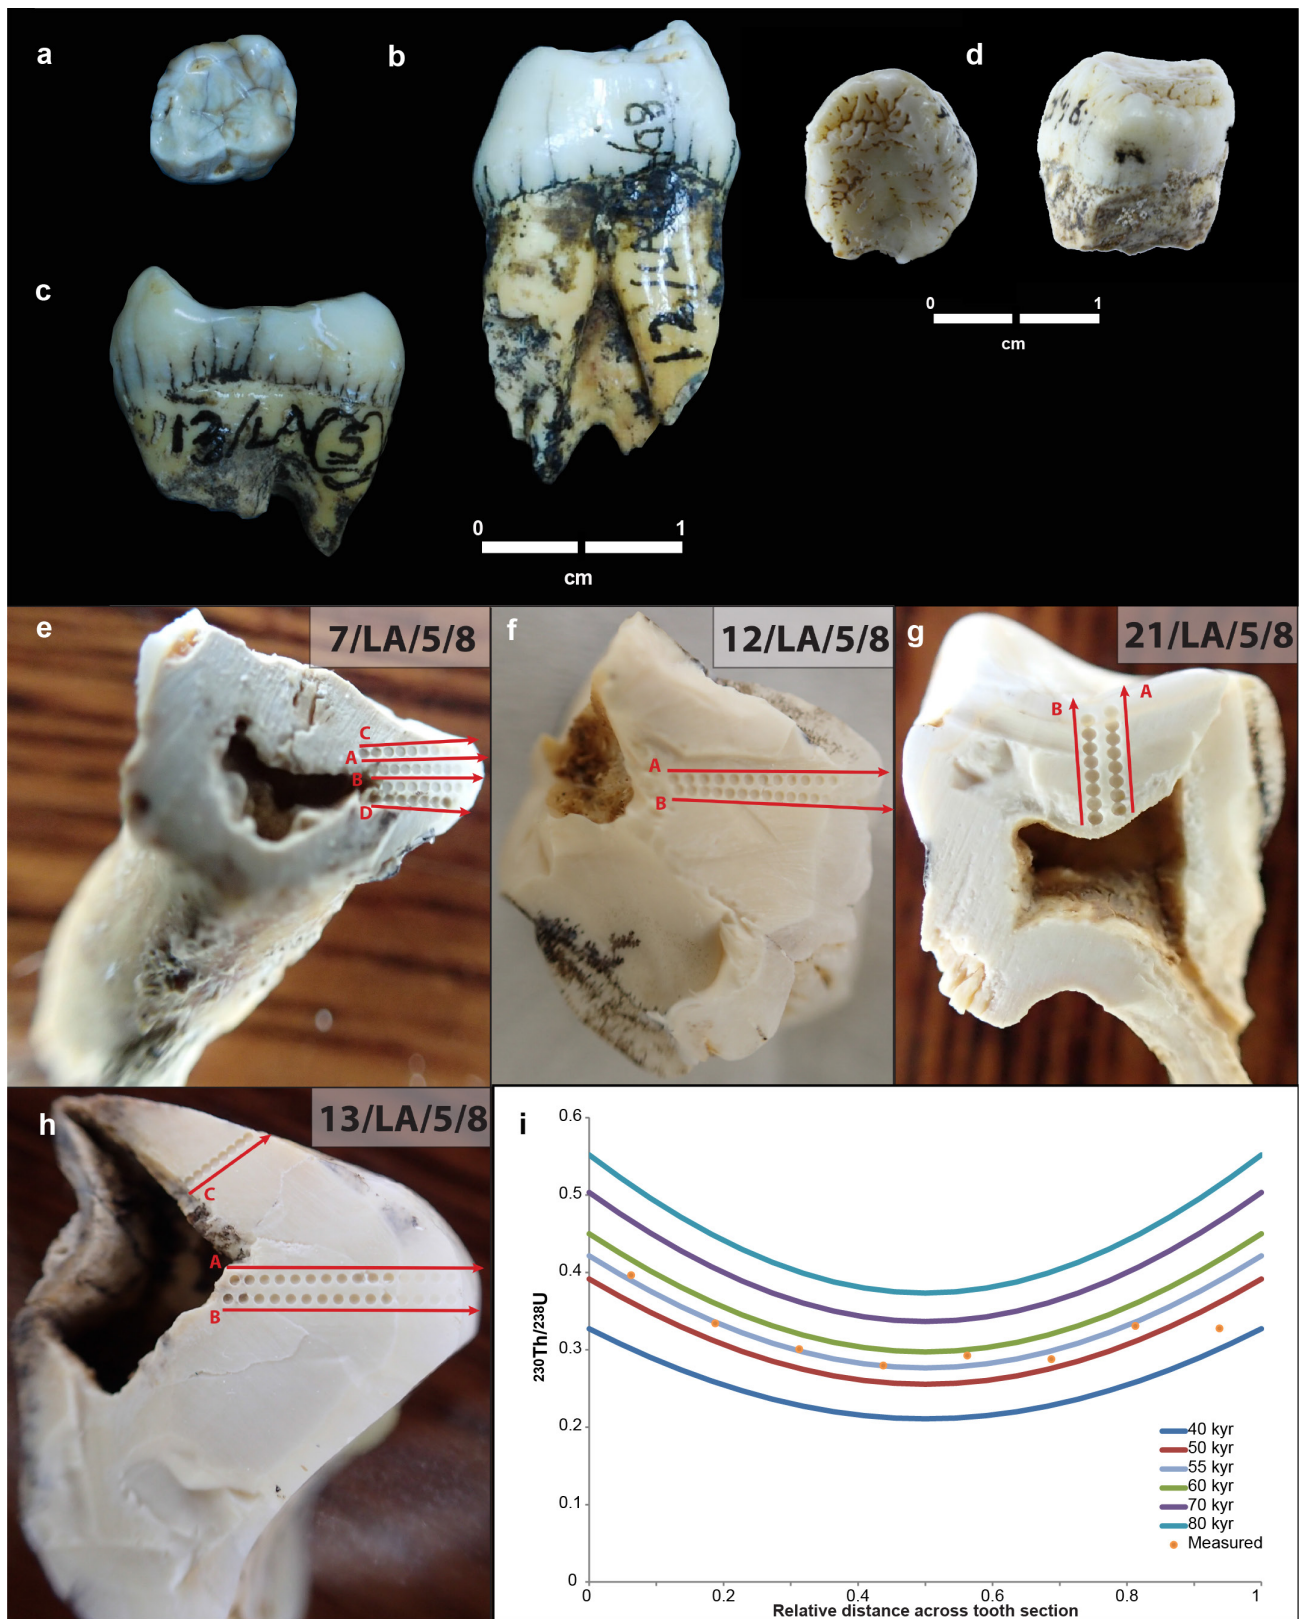 a
b
d
c
12/LA/5/8
13/LA/5
0 1
cm
0 1
cm
e
7/LA/5/8
C
A
B
D
f
12/LA/5/8
A
B
g
21/LA/5/8
B
A
h
13/LA/5/8
C
A
B
i
0.6
0.5
0.4
0.3
0.2
0.1
0
230Th/238U
40 kyr
50 kyr
55 kyr
60 kyr
70 kyr
80 kyr
Measured
0 0.2 0.4 0.6 0.8 1
Relative distance across tooth section